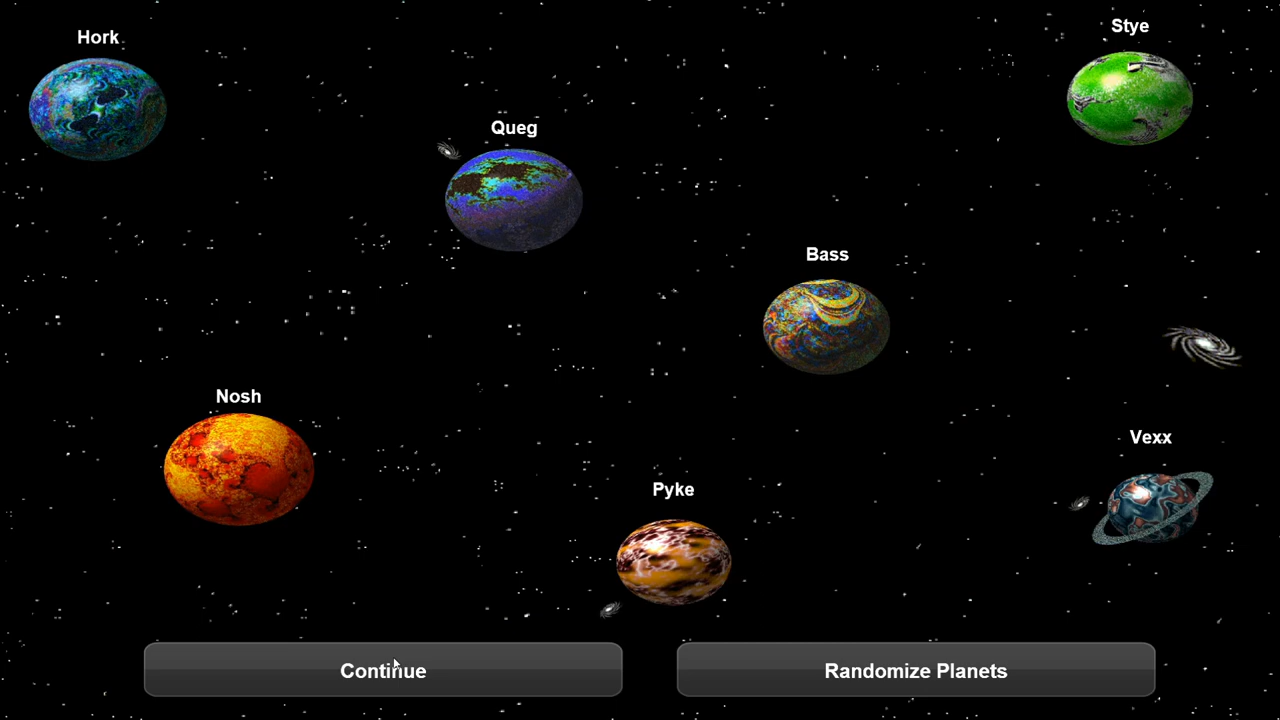 Hork
Stye
Queg
Bass
Nosh
Vexx
Pyke
Continue
Randomize Planets